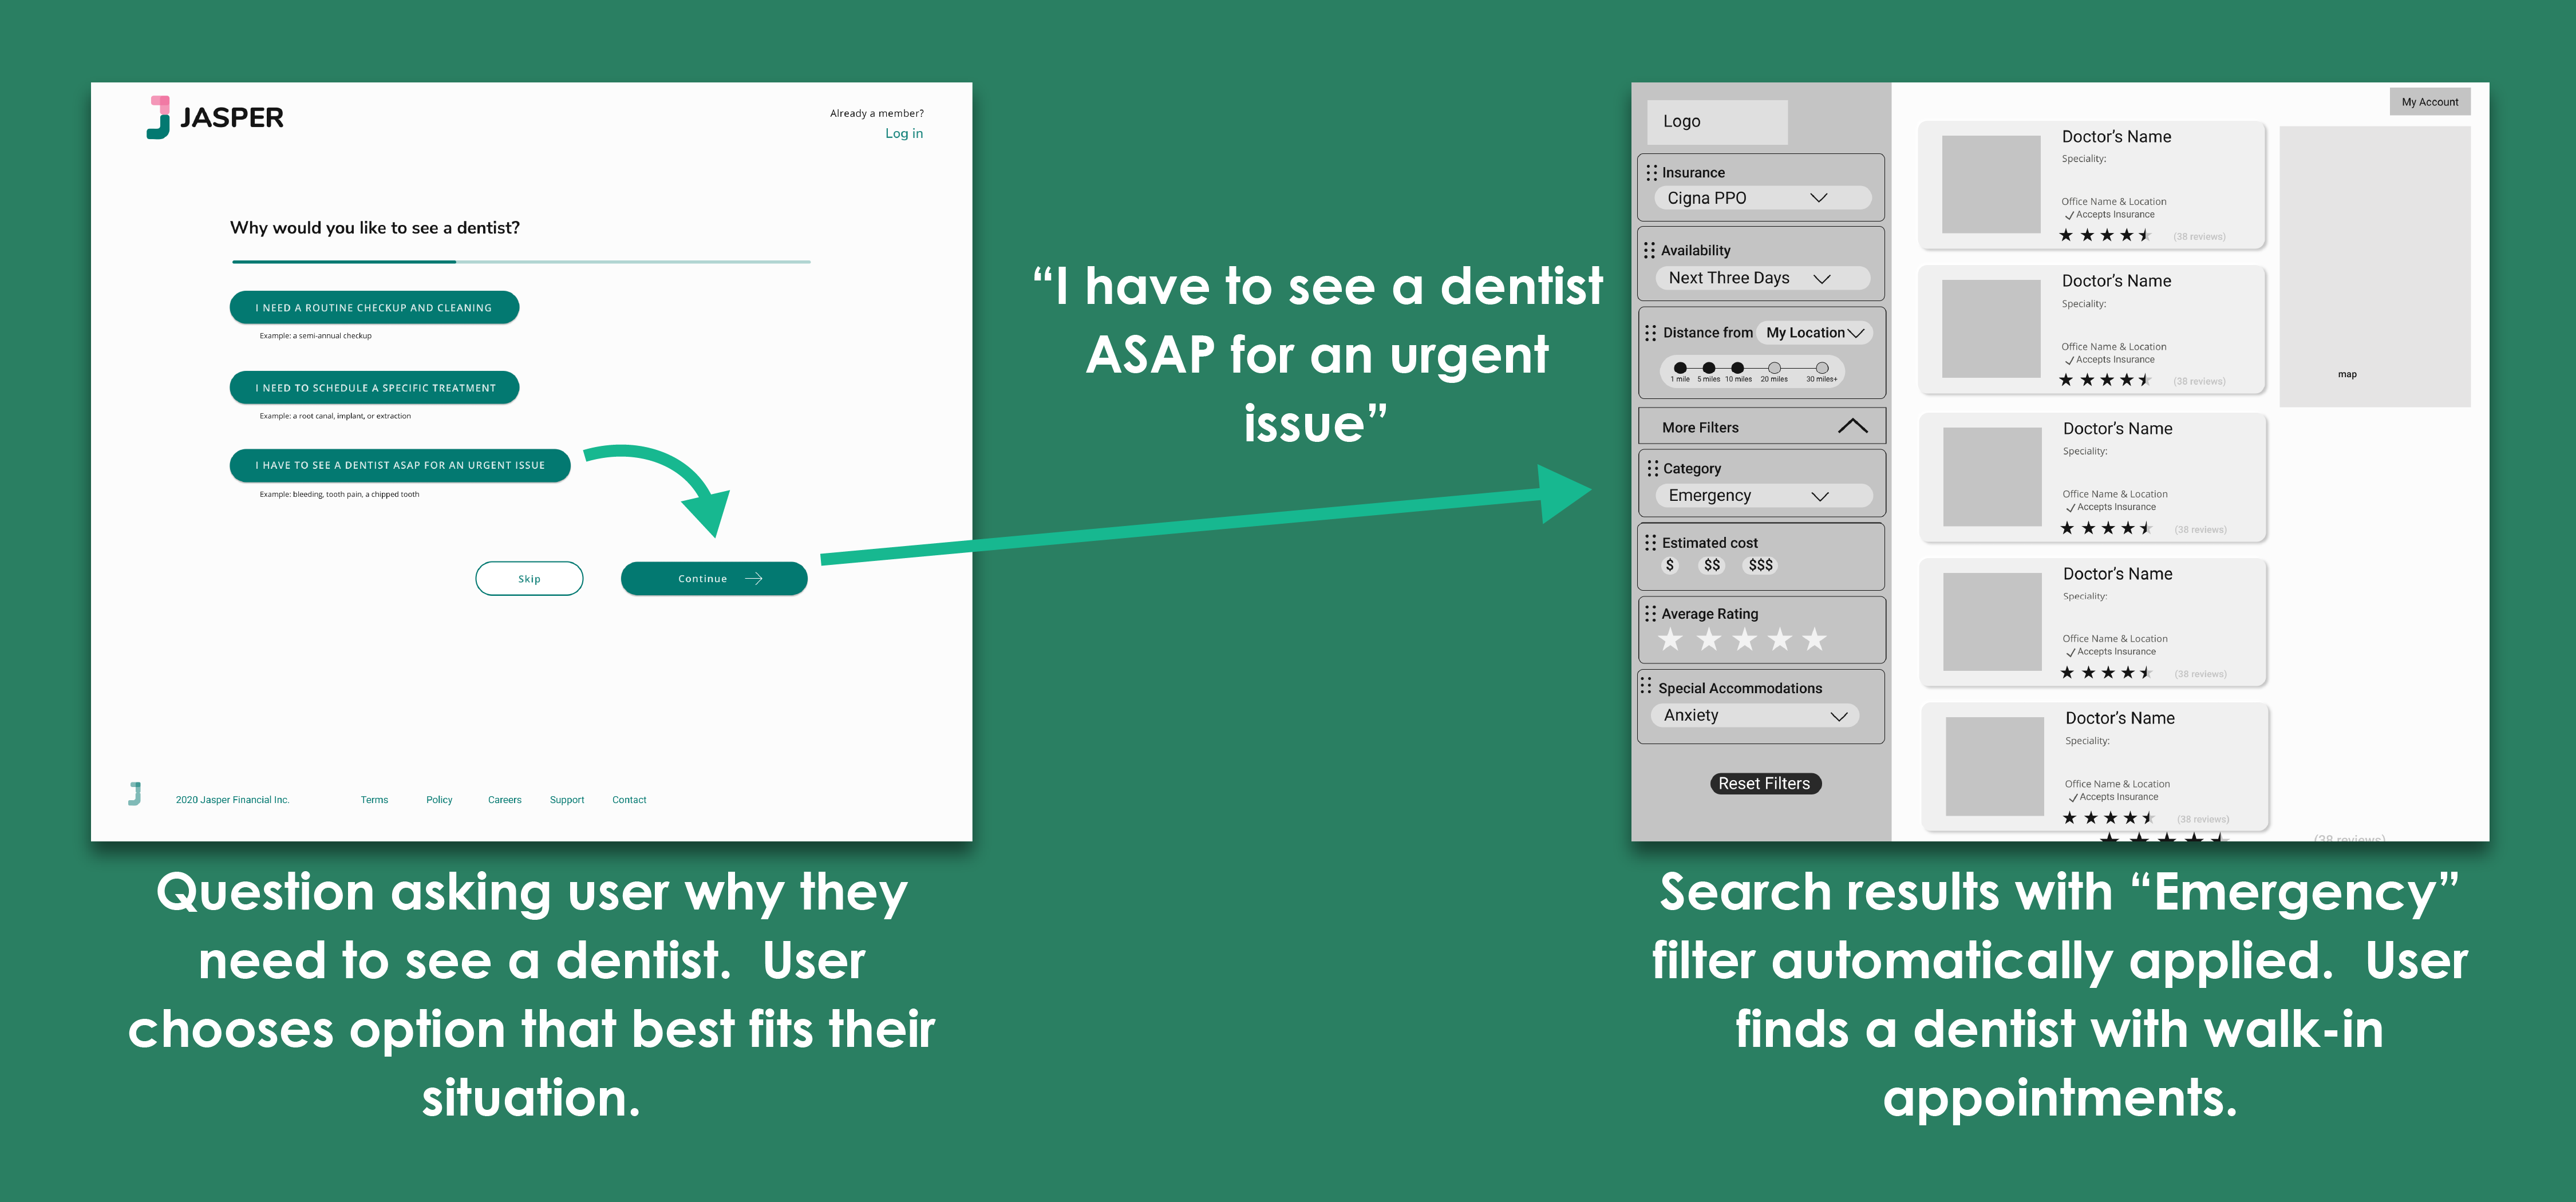 JASPER
Already a member?
Log in
Why would you like to see a dentist?
I NEED A ROUTINE CHECKUP AND CLEANING
Example: a semi-annual checkup
I NEED TO SCHEDULE A SPECIFIC TREATMENT
Example: a root canal, implant, or extraction
I HAVE TO SEE A DENTIST ASAP FOR AN URGENT ISSUE
Example: bleeding, tooth pain, a chipped tooth
Skip
Continue
2020 Jasper Financial Inc.
Terms
Policy
Careers
Support
Contact
Question asking user why they
need to see a dentist.  User
chooses option that best fits their
situation.
“I have to see a dentist
ASAP for an urgent
issue”
Logo
Insurance
Cigna PPO
Availability
Next Three Days
Distance from My Location
1 mile 5 miles 10 miles 20 miles 30 miles+
More Filters
Category
Emergency
Estimated cost
$ $$ $$$
Average Rating
Special Accommodations
Anxiety
Reset Filters
My Account
Doctor’s Name
Speciality:
Office Name & Location
Accepts Insurance
(38 reviews)
Doctor’s Name
Speciality:
Office Name & Location
Accepts Insurance
(38 reviews)
Doctor’s Name
Speciality:
Office Name & Location
Accepts Insurance
(38 reviews)
Doctor’s Name
Speciality:
Office Name & Location
Accepts Insurance
(38 reviews)
Doctor’s Name
Speciality:
Office Name & Location
Accepts Insurance
(38 reviews)
(38 reviews)
map
Search results with “Emergency”
filter automatically applied.  User
finds a dentist with walk-in
appointments.